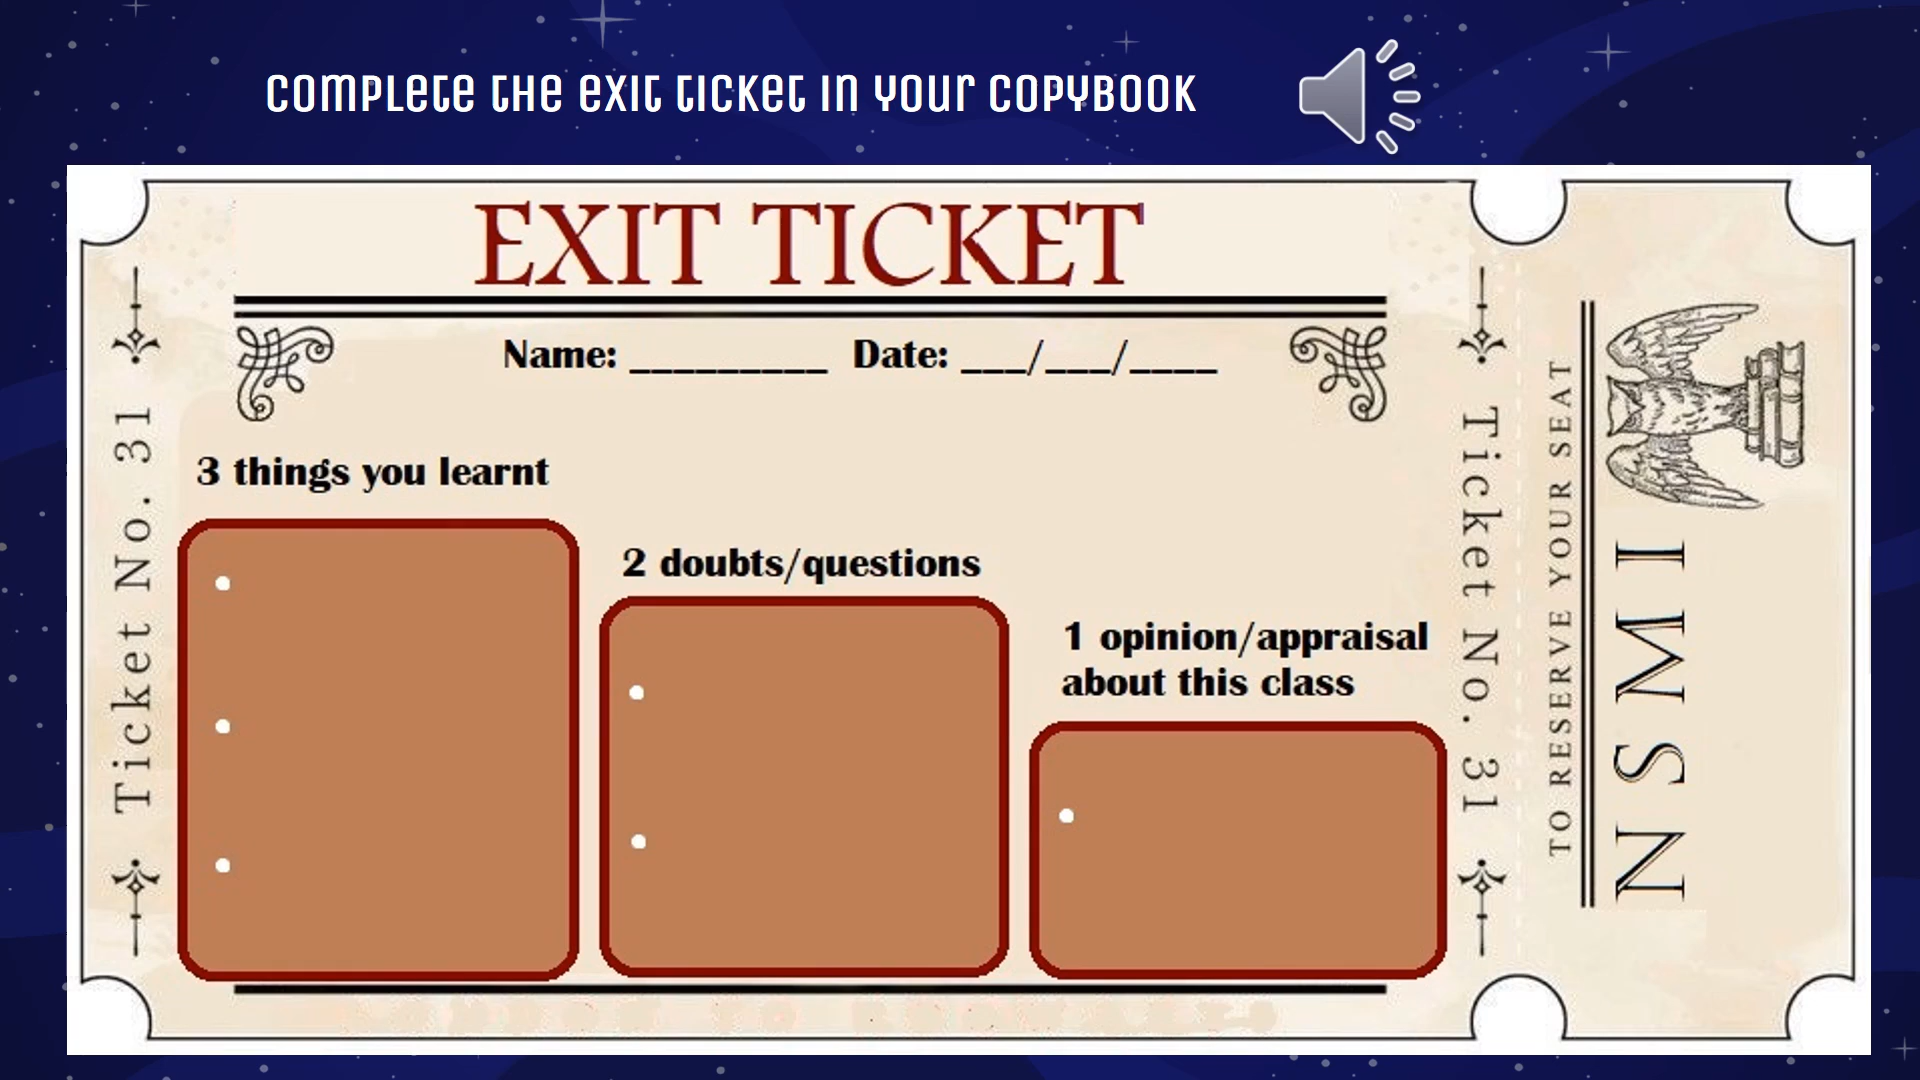 COMPLETE THE EXIT TICKET IN YOUR COPYBOOK
EXIT TICKET
Name: _________ Date: ___/___/____
Ticket No. 31
3 things you learnt
2 doubts/questions
1 opinion/appraisal
about this class
Ticket No. 31
TO RESERVE YOUR SEAT
NSMI